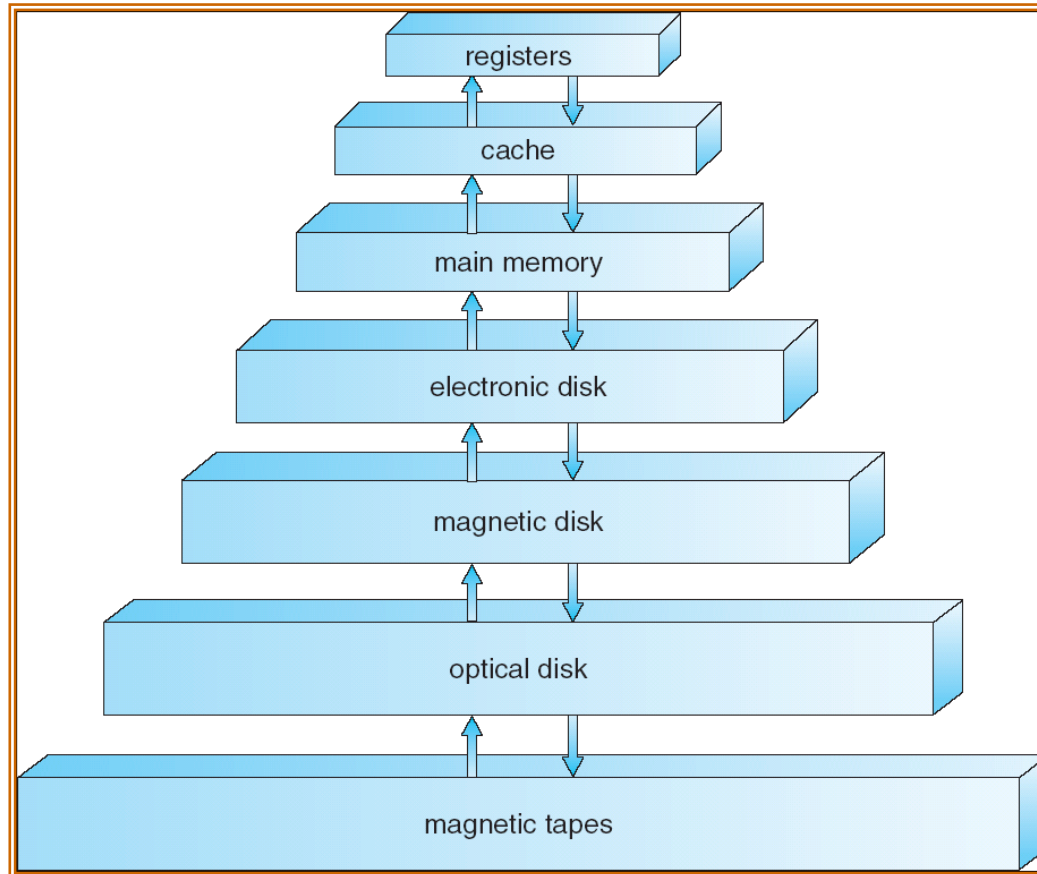 registers
cache
main memory
electronic disk
magnetic disk
optical disk
magnetic tapes